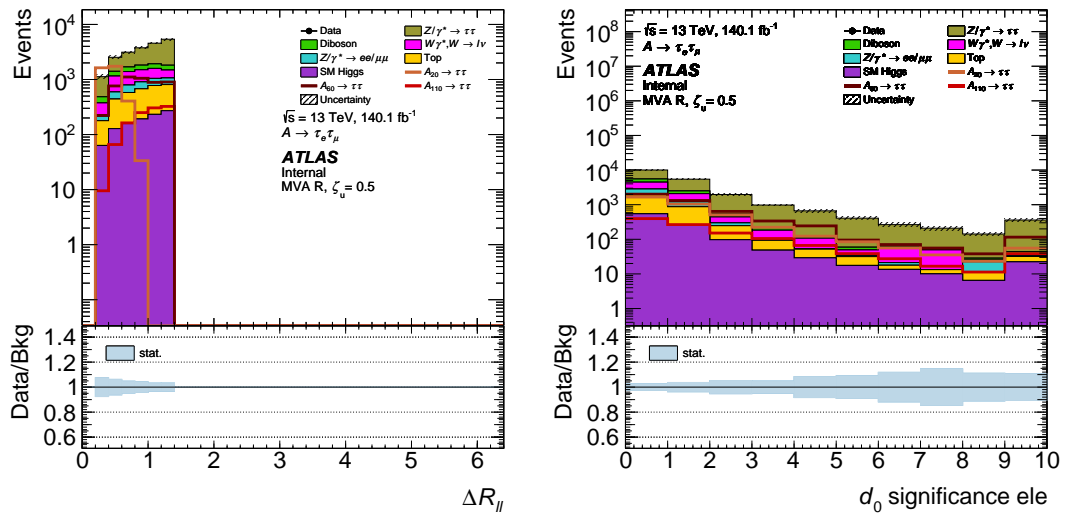 Events
10⁴
10³
10²
10
1
Data
Z/γ* → ττ
Diboson
Wγ*,W → lν
Z/γ* → ee/μμ
Top
SM Higgs
A₂₀ → ττ
A₆₀ → ττ
A₁₁₀ → ττ
Uncertainty
√s = 13 TeV, 140.1 fb⁻¹
A → τₑτμ
ATLAS
Internal
MVA R, ζᵤ = 0.5
Data/Bkg
1.4
1.2
1
0.8
0.6
stat.
0 1 2 3 4 5 6
ΔR_ll
Events
10⁸
10⁷
10⁶
10⁵
10⁴
10³
10²
10
1
√s = 13 TeV, 140.1 fb⁻¹
A → τₑτμ
ATLAS
Internal
MVA R, ζᵤ = 0.5
Data
Z/γ* → ττ
Diboson
Wγ*,W → lν
Z/γ* → ee/μμ
Top
SM Higgs
→ ττ
→ ττ
A₁₁₀ → ττ
Uncertainty
Data/Bkg
1.4
1.2
1
0.8
0.6
stat.
0 1 2 3 4 5 6 7 8 9 10
d₀ significance ele